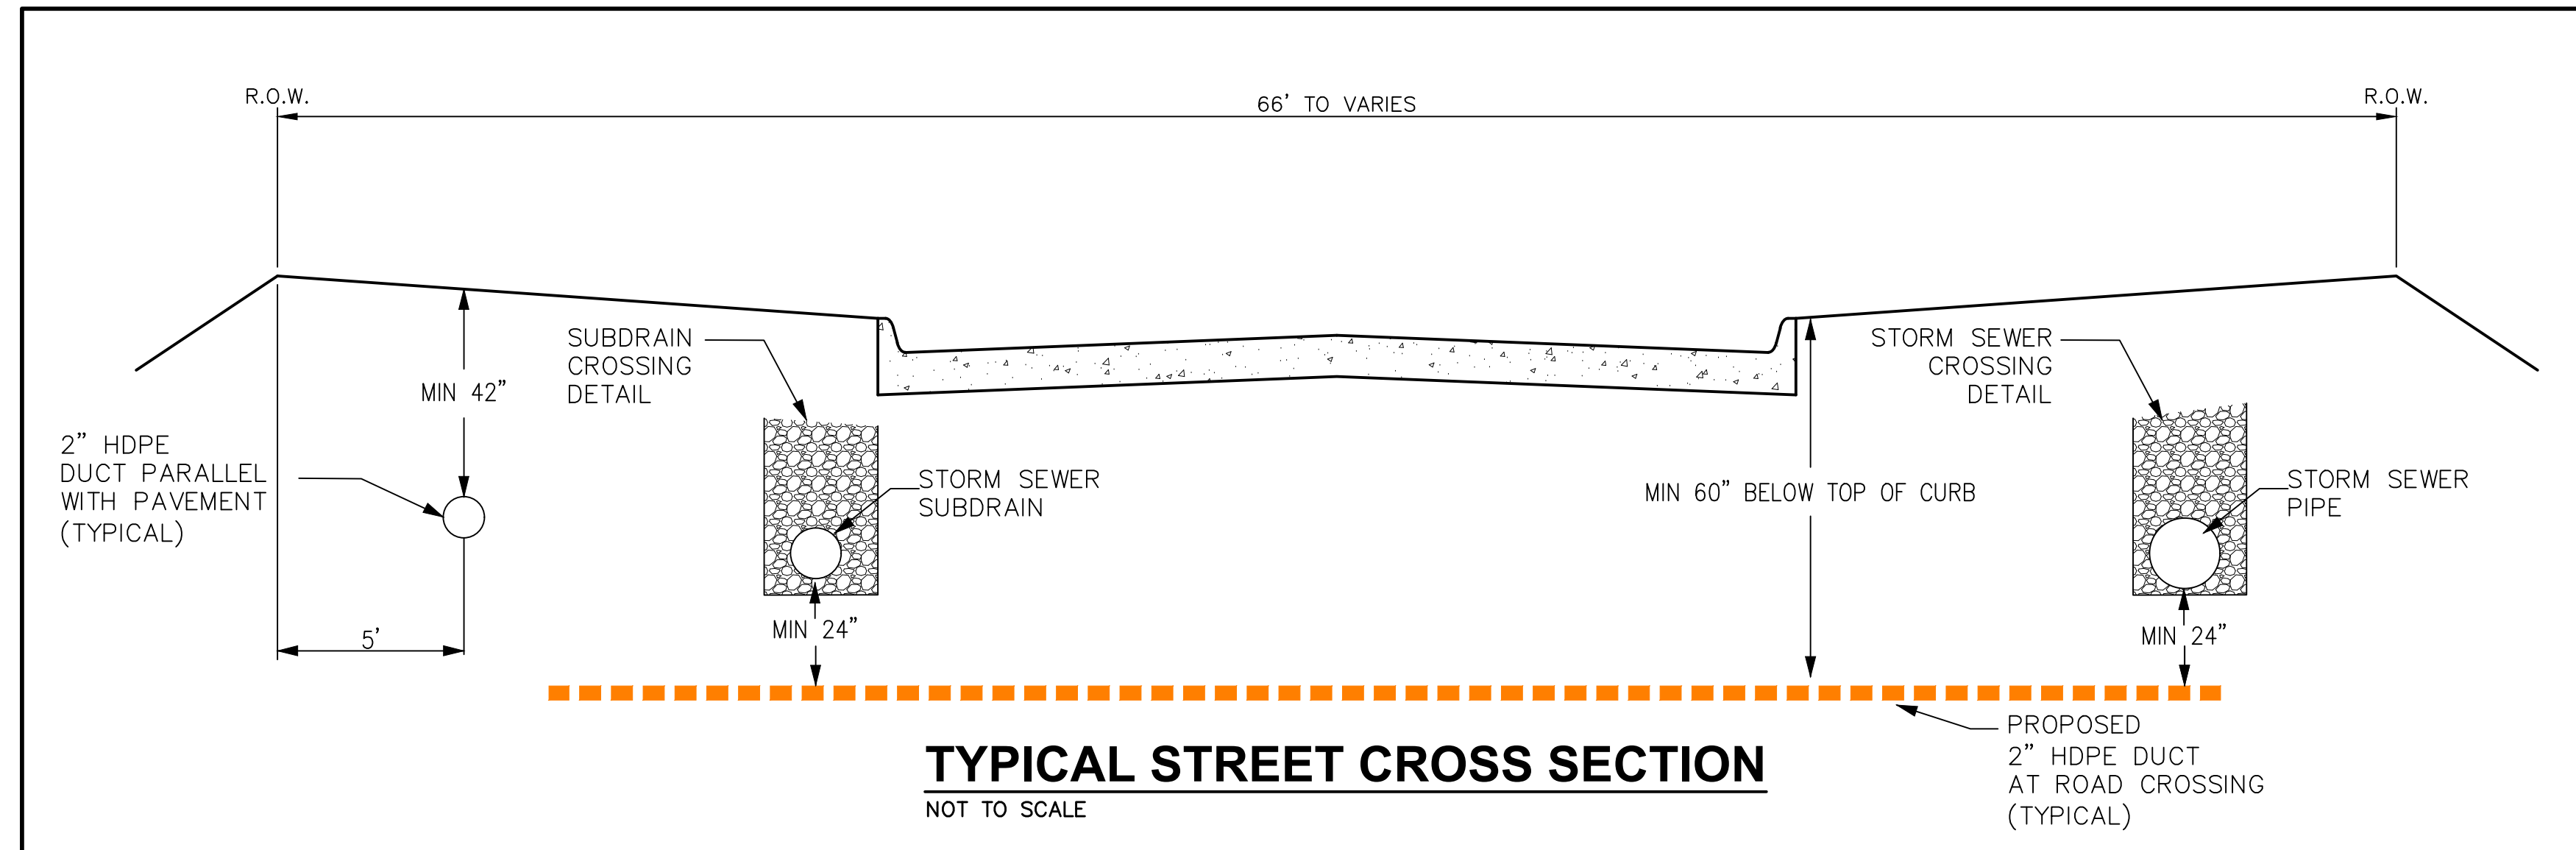 R.O.W.
66' TO VARIES
R.O.W.
SUBDRAIN
CROSSING
DETAIL
MIN 42”
2” HDPE
DUCT PARALLEL
WITH PAVEMENT
(TYPICAL)
STORM SEWER
SUBDRAIN
MIN 24”
5'
STORM SEWER
CROSSING
DETAIL
MIN 60” BELOW TOP OF CURB
STORM SEWER
PIPE
MIN 24”
PROPOSED
2” HDPE DUCT
AT ROAD CROSSING
(TYPICAL)
TYPICAL STREET CROSS SECTION
NOT TO SCALE